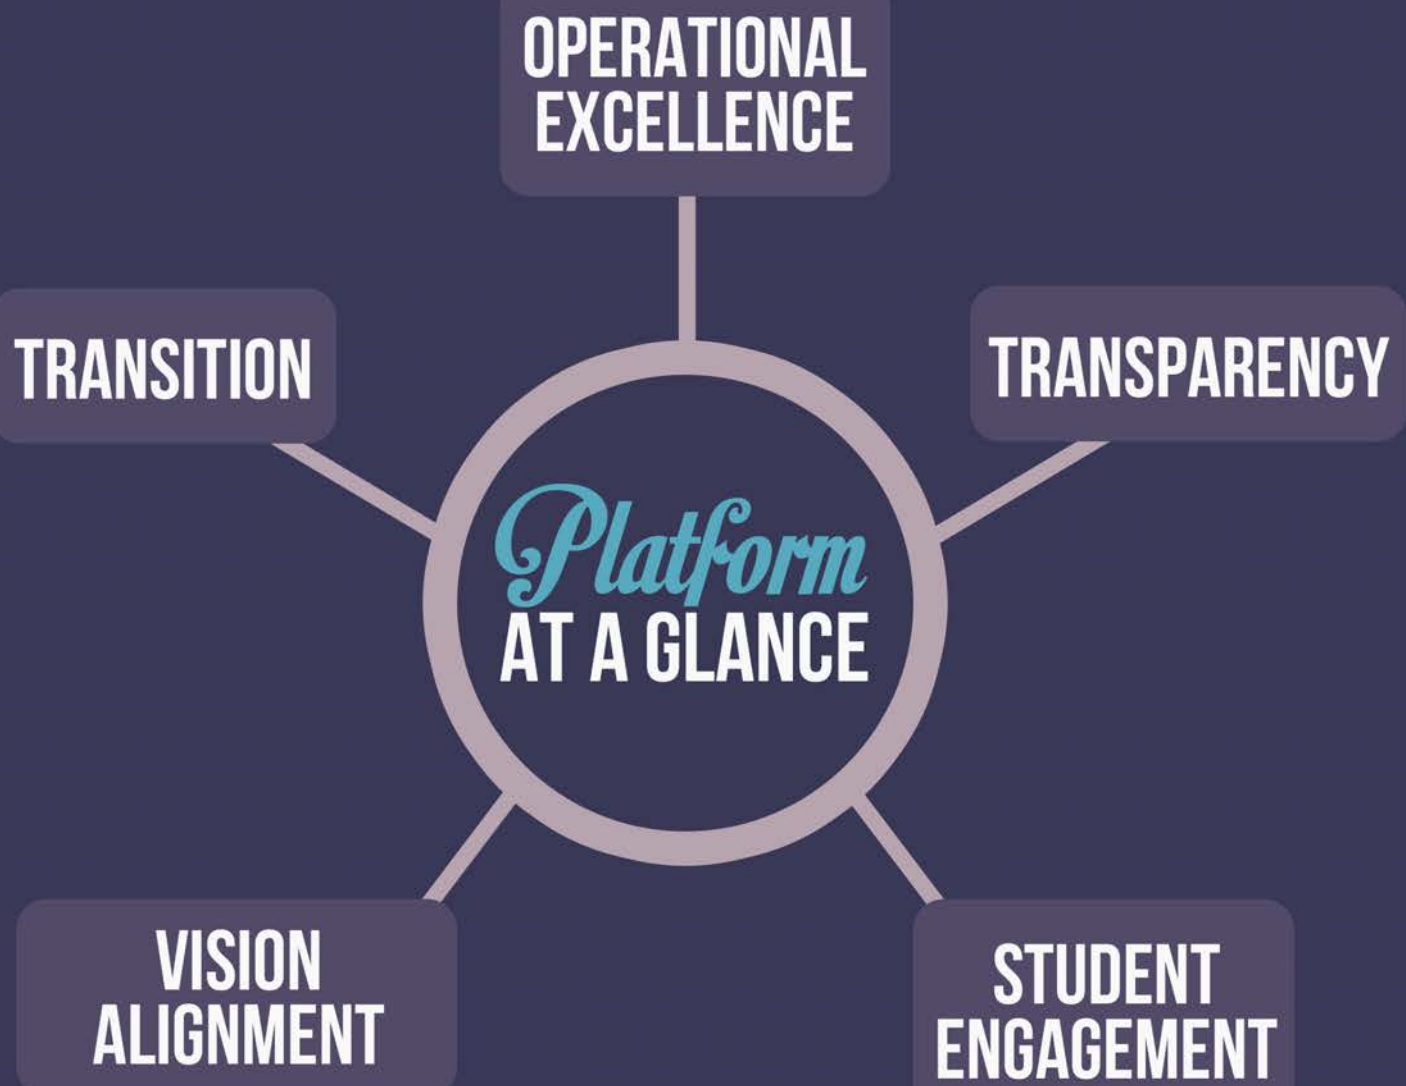 OPERATIONAL
EXCELLENCE
TRANSITION
TRANSPARENCY
Platform
AT A GLANCE
VISION
ALIGNMENT
STUDENT
ENGAGEMENT